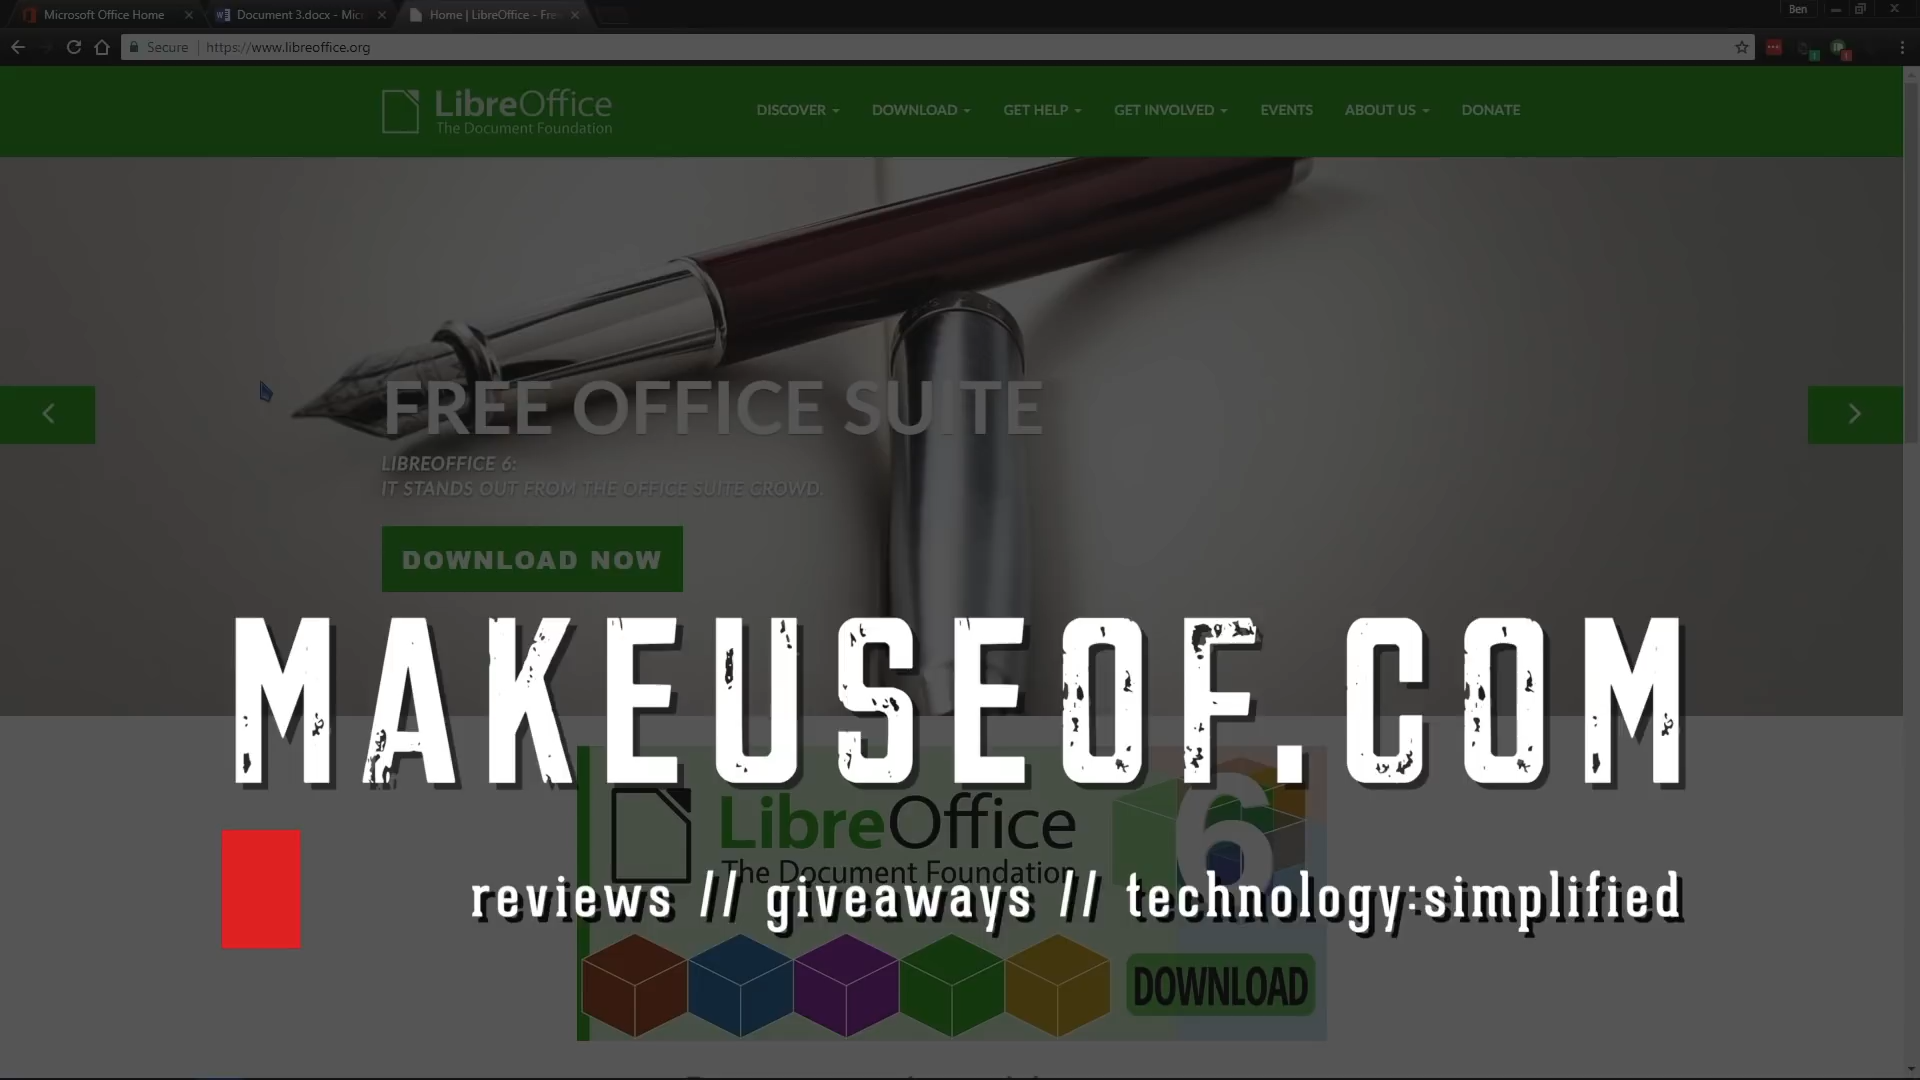 Microsoft Office Home
Document 3.docx - Micr
Home | LibreOffice - Free
Ben
Secure
https://www.libreoffice.org
LibreOffice
The Document Foundation
DISCOVER
DOWNLOAD
GET HELP
GET INVOLVED
EVENTS
ABOUT US
DONATE
FREE OFFICE SUITE
LIBREOFFICE 6:
IT STANDS OUT FROM THE OFFICE SUITE CROWD.
DOWNLOAD NOW
MAKEUSEOF.COM
LibreOffice
6
The Document Foundation
reviews // giveaways // technology:simplified
DOWNLOAD